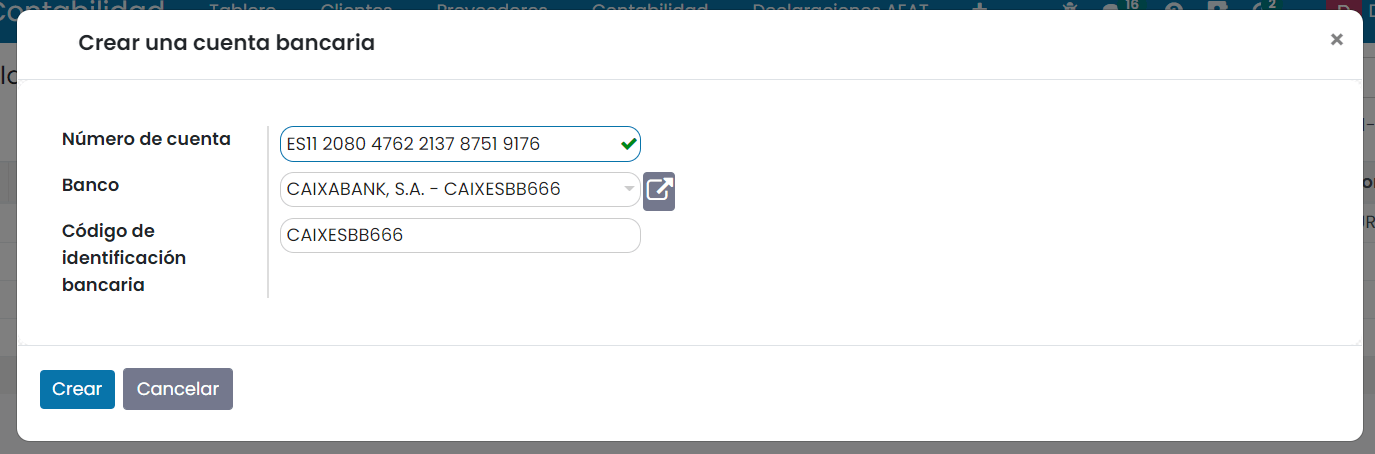 Contabilidad Tablero Clientes Proveedores Contabilidad Declaraciones AEAT 16 2
Crear una cuenta bancaria ×
Número de cuenta ES11 2080 4762 2137 8751 9176
Banco CAIXABANK, S.A. - CAIXESBB666
Código de CAIXESBB666
identificación
bancaria
Crear Cancelar